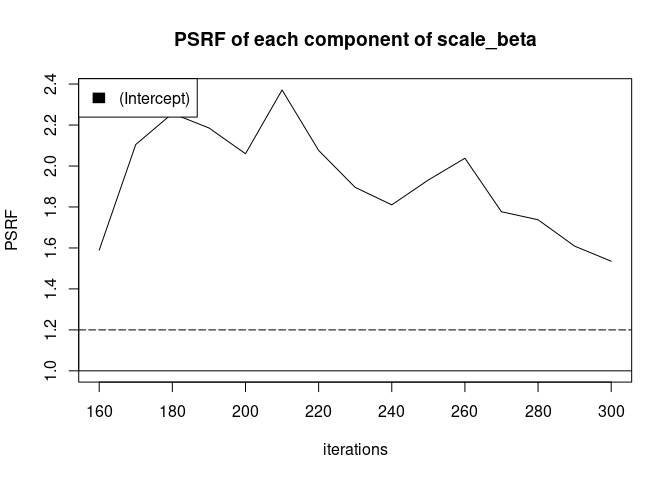 PSRF of each component of scale_beta
(Intercept)
PSRF
2.4
2.2
2.0
1.8
1.6
1.4
1.2
1.0
160 180 200 220 240 260 280 300
iterations